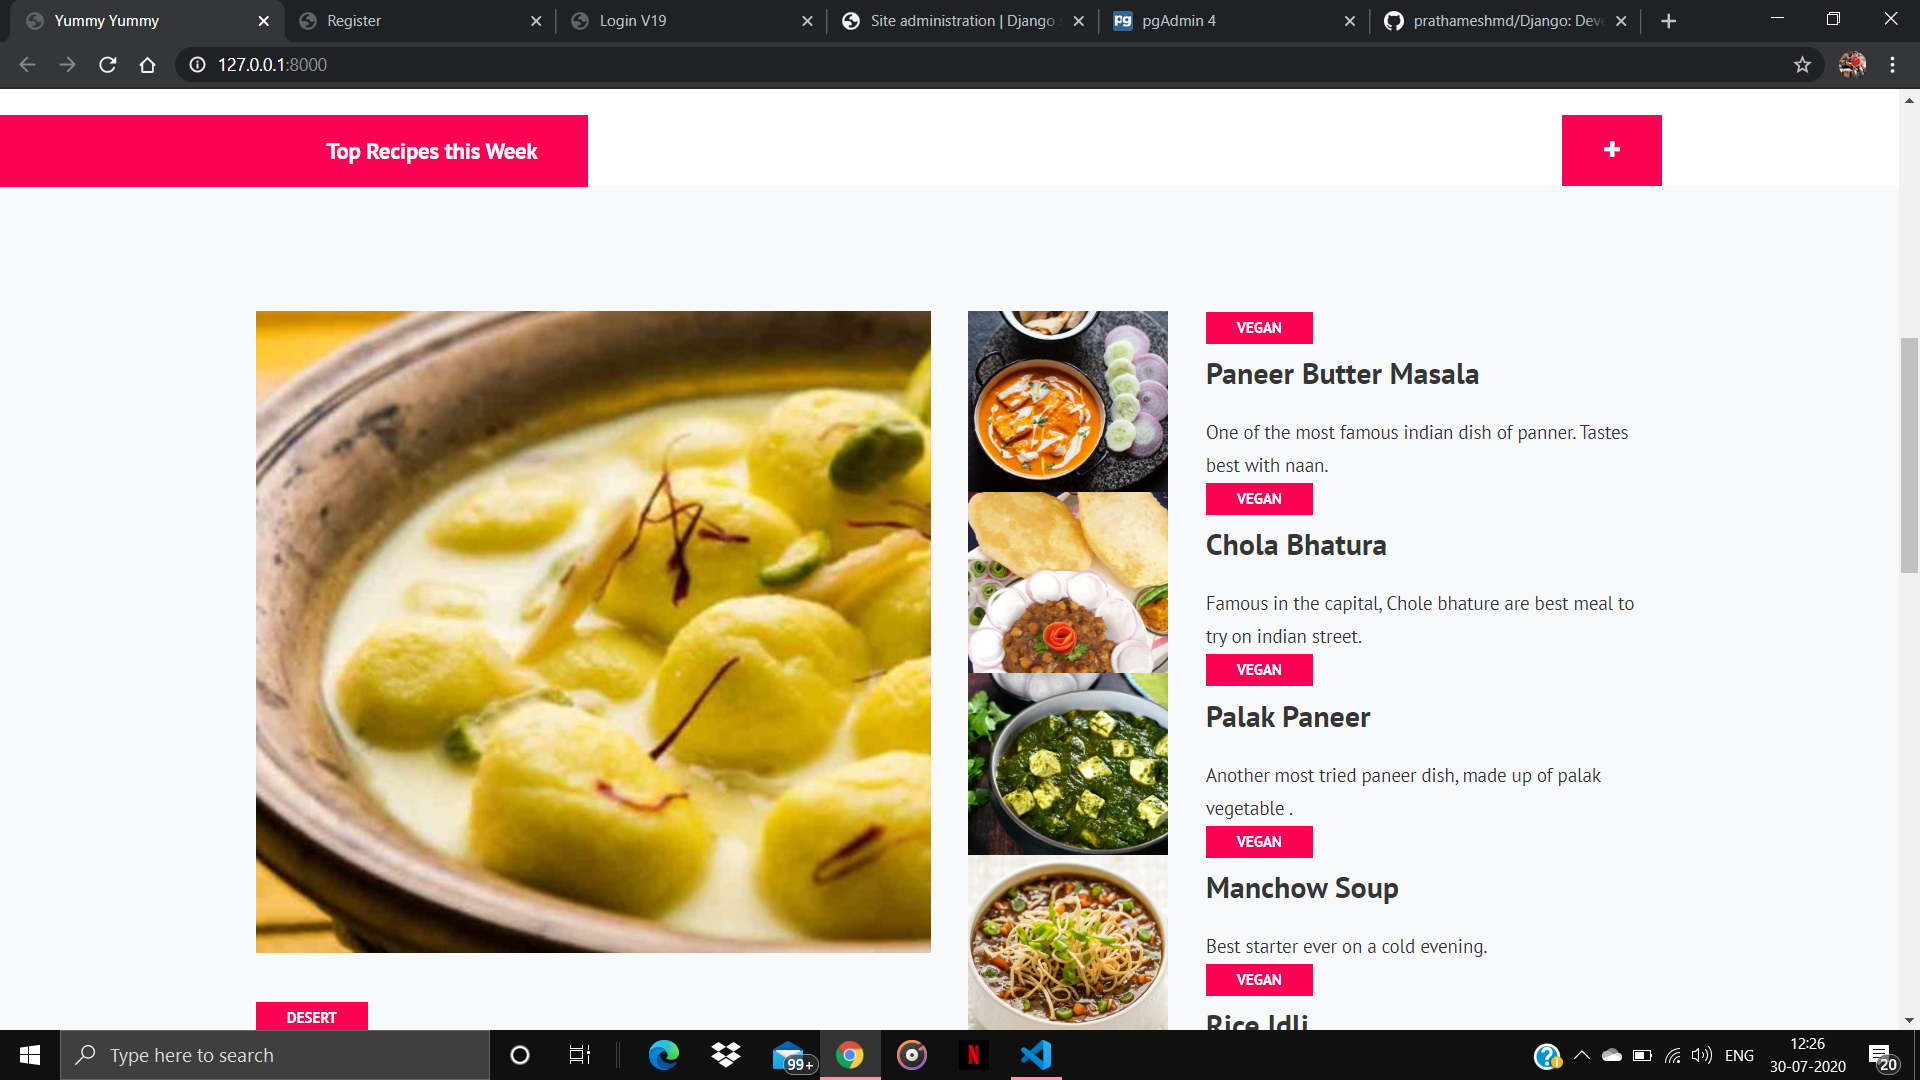 Yummy Yummy
Register
Login V19
Site administration | Django s
pgAdmin 4
prathameshmd/Django: Deve
127.0.0.1:8000
Top Recipes this Week
+
VEGAN
Paneer Butter Masala
One of the most famous indian dish of panner. Tastes
best with naan.
VEGAN
Chola Bhatura
Famous in the capital, Chole bhature are best meal to
try on indian street.
VEGAN
Palak Paneer
Another most tried paneer dish, made up of palak
vegetable .
VEGAN
Manchow Soup
Best starter ever on a cold evening.
VEGAN
Rice Idli
DESERT
Type here to search
99+
ENG
12:26
30-07-2020
20